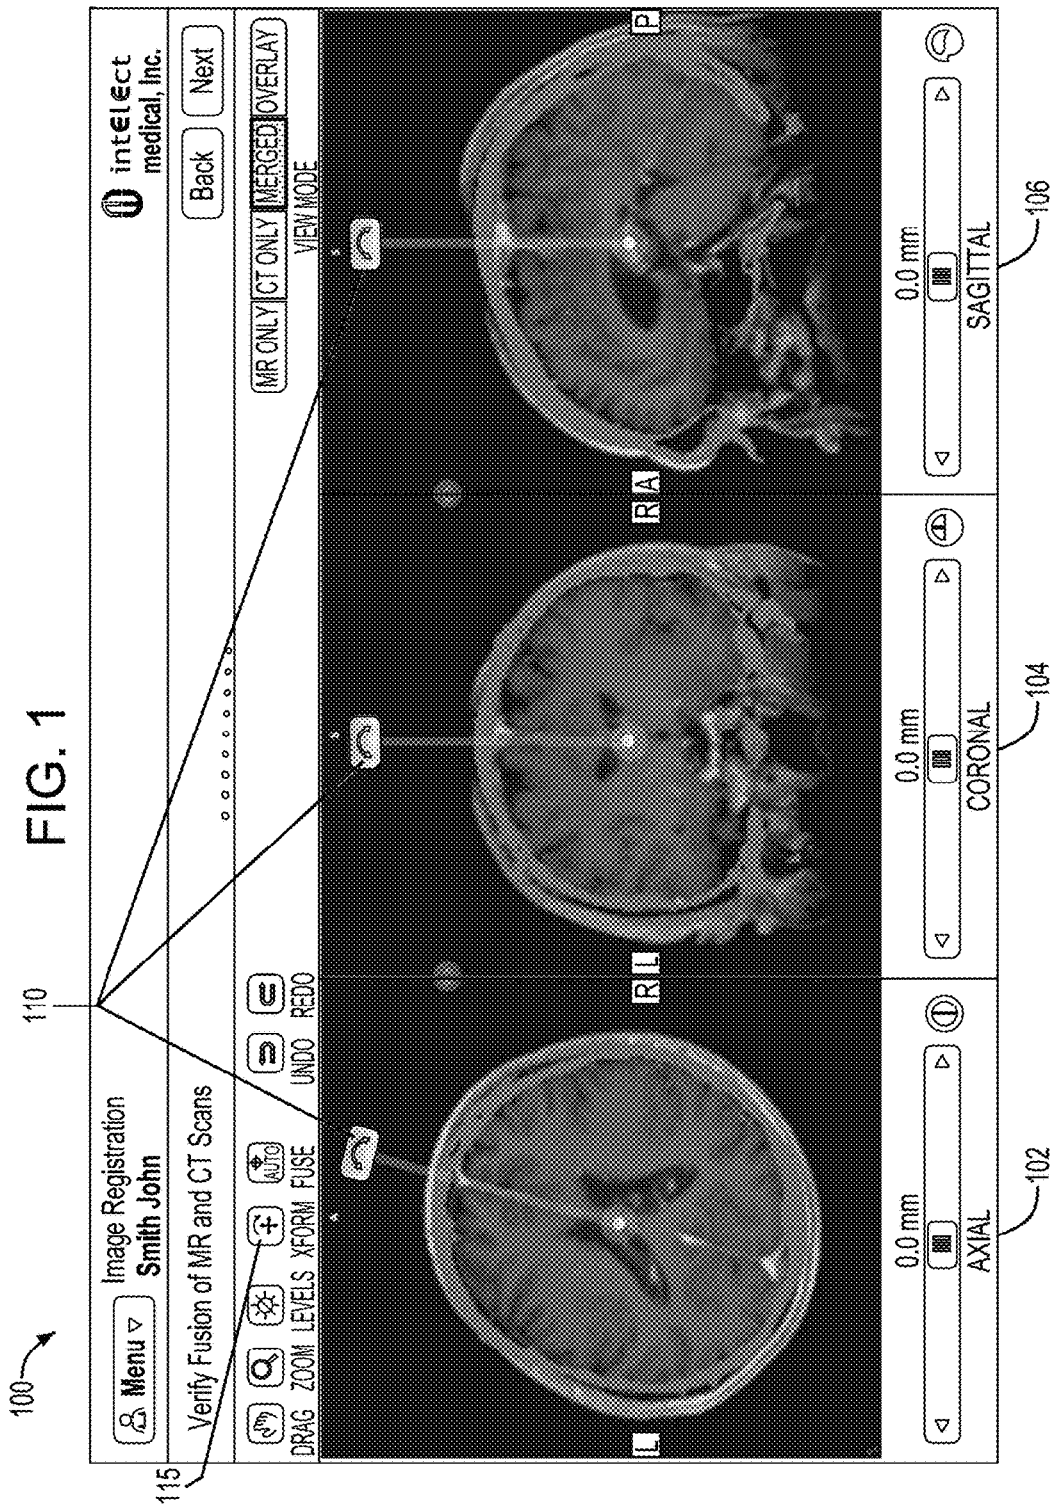 FIG. 1
100
110
Menu
Image Registration
Smith John
intelect
medical, Inc.
Verify Fusion of MR and CT Scans
Back
Next
115
AUTO
DRAG ZOOM LEVELS XFORM FUSE UNDO REDO
MR ONLY CT ONLY MERGED OVERLAY
VIEW MODE
A
S
S
L R L R A P
0.0 mm
0.0 mm
0.0 mm
AXIAL
CORONAL
SAGITTAL
102
104
106